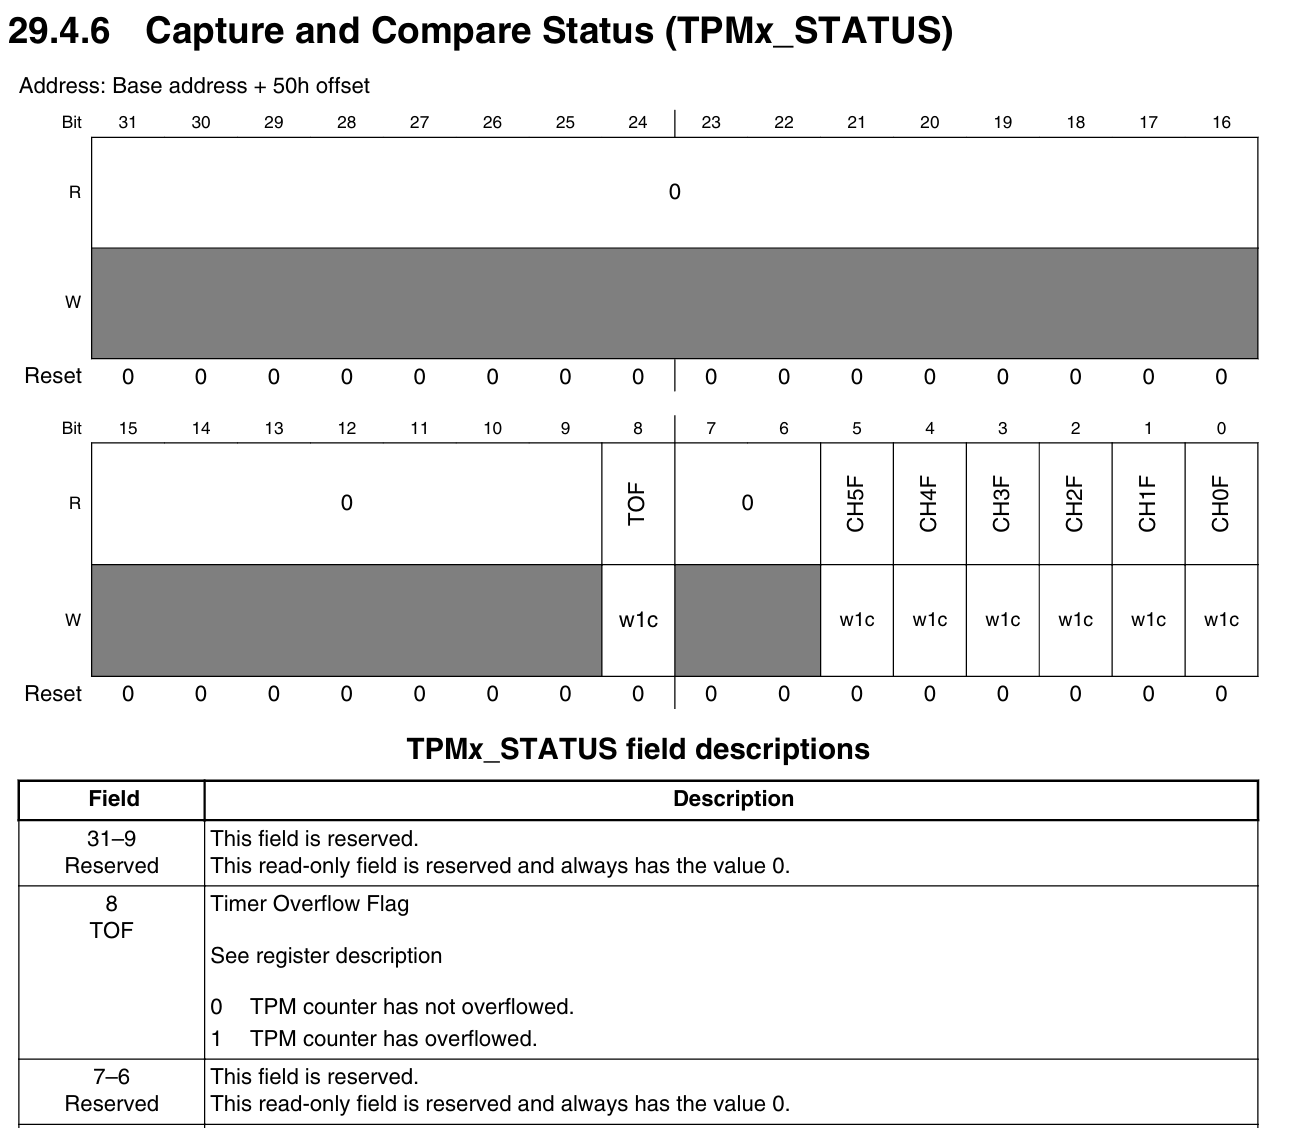 29.4.6 Capture and Compare Status (TPMx_STATUS)
Address: Base address + 50h offset
Bit 31 30 29 28 27 26 25 24 23 22 21 20 19 18 17 16
R 0
W
Reset 0 0 0 0 0 0 0 0 0 0 0 0 0 0 0 0
Bit 15 14 13 12 11 10 9 8 7 6 5 4 3 2 1 0
R 0 TOF 0 CH5F CH4F CH3F CH2F CH1F CH0F
W w1c w1c w1c w1c w1c w1c w1c
Reset 0 0 0 0 0 0 0 0 0 0 0 0 0 0 0 0
TPMx_STATUS field descriptions
Field Description
31–9 This field is reserved.
Reserved This read-only field is reserved and always has the value 0.
8 Timer Overflow Flag
TOF
See register description
0 TPM counter has not overflowed.
1 TPM counter has overflowed.
7–6 This field is reserved.
Reserved This read-only field is reserved and always has the value 0.